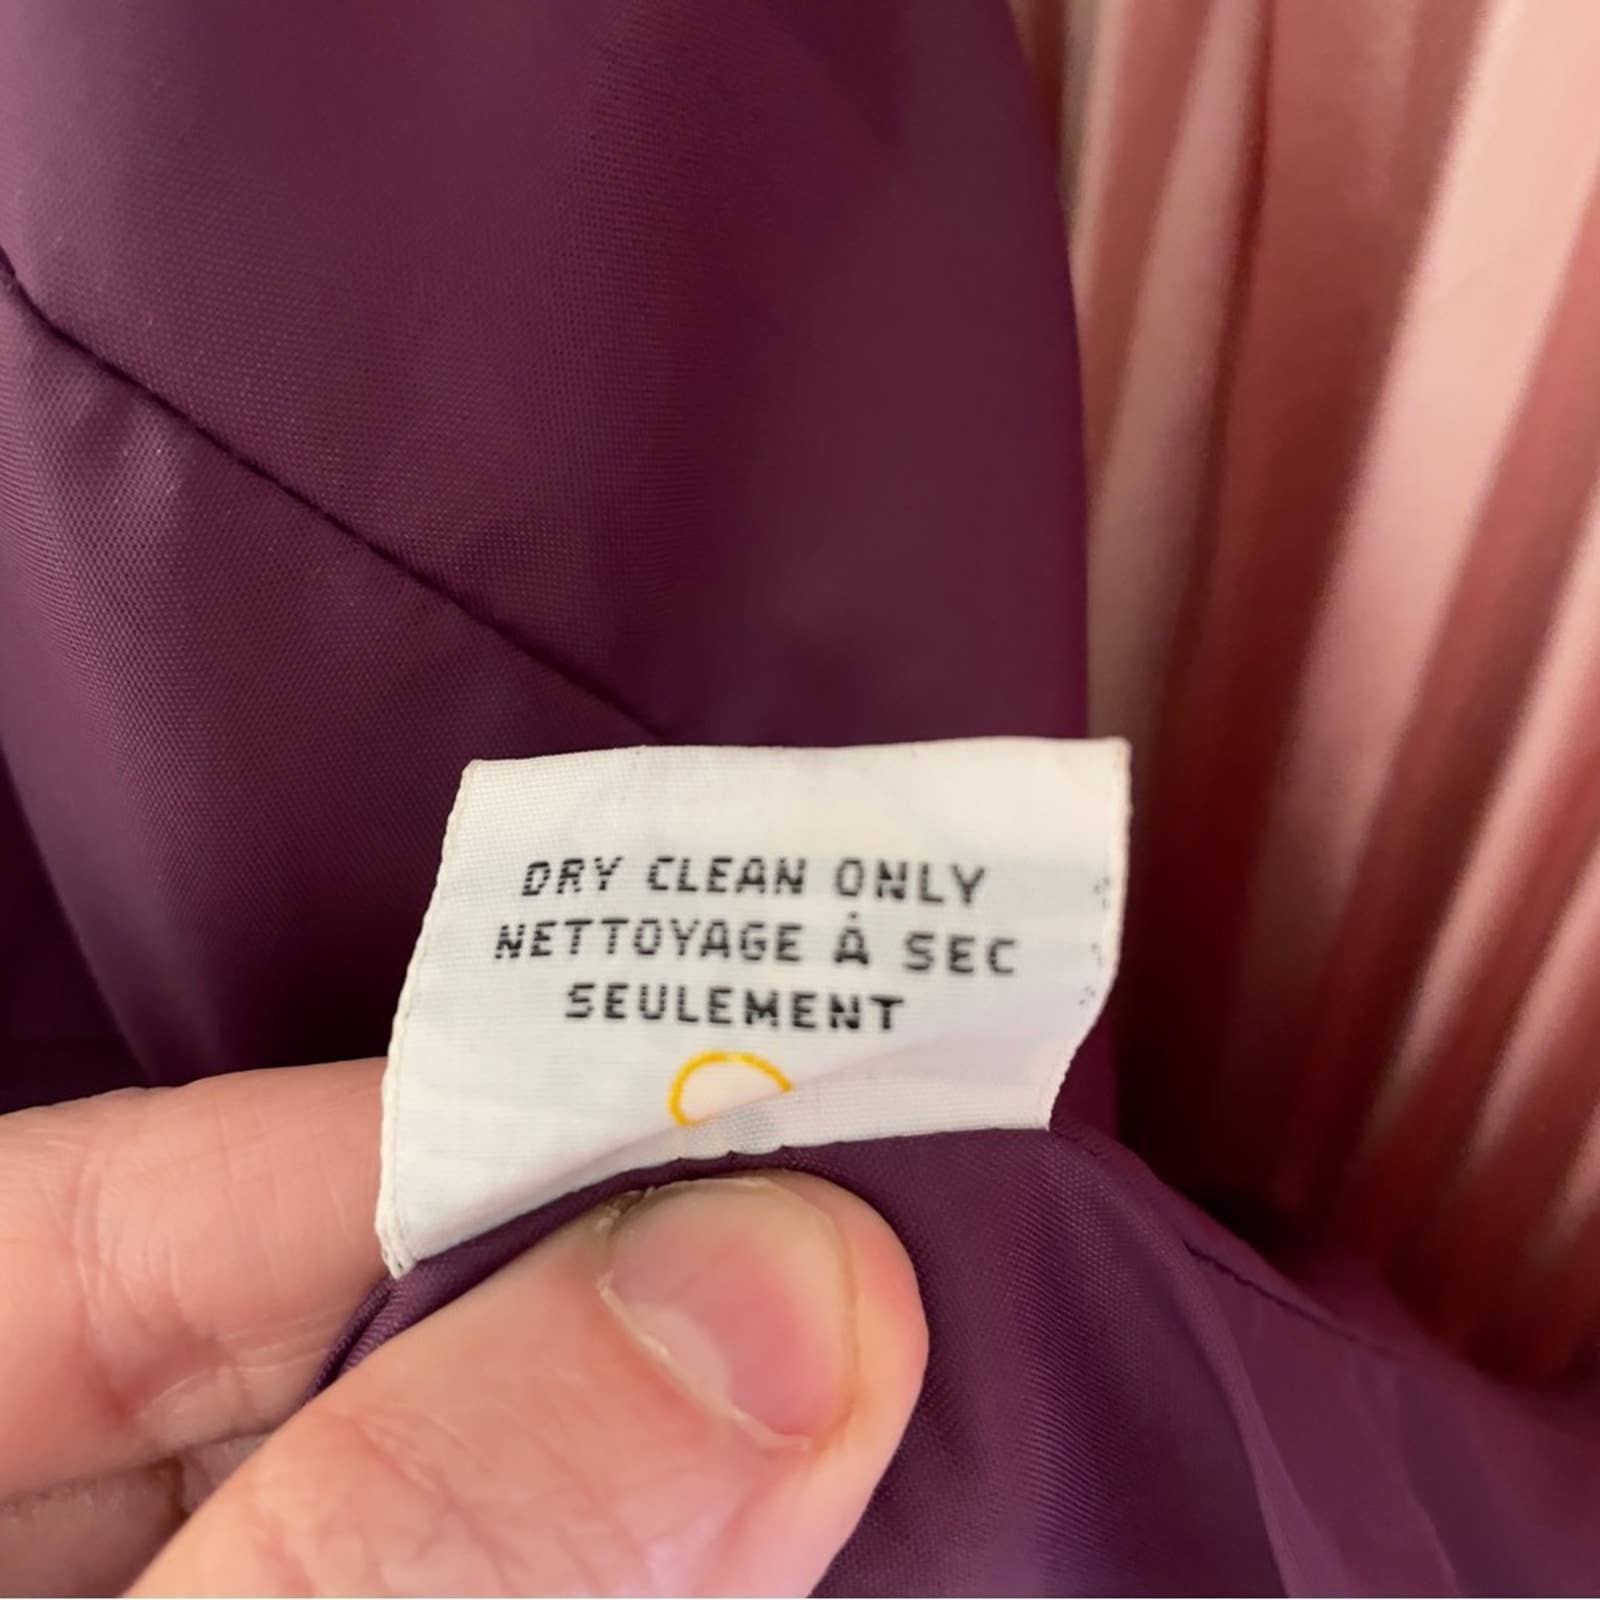 DRY CLEAN ONLY
NETTOYAGE À SEC
SEULEMENT